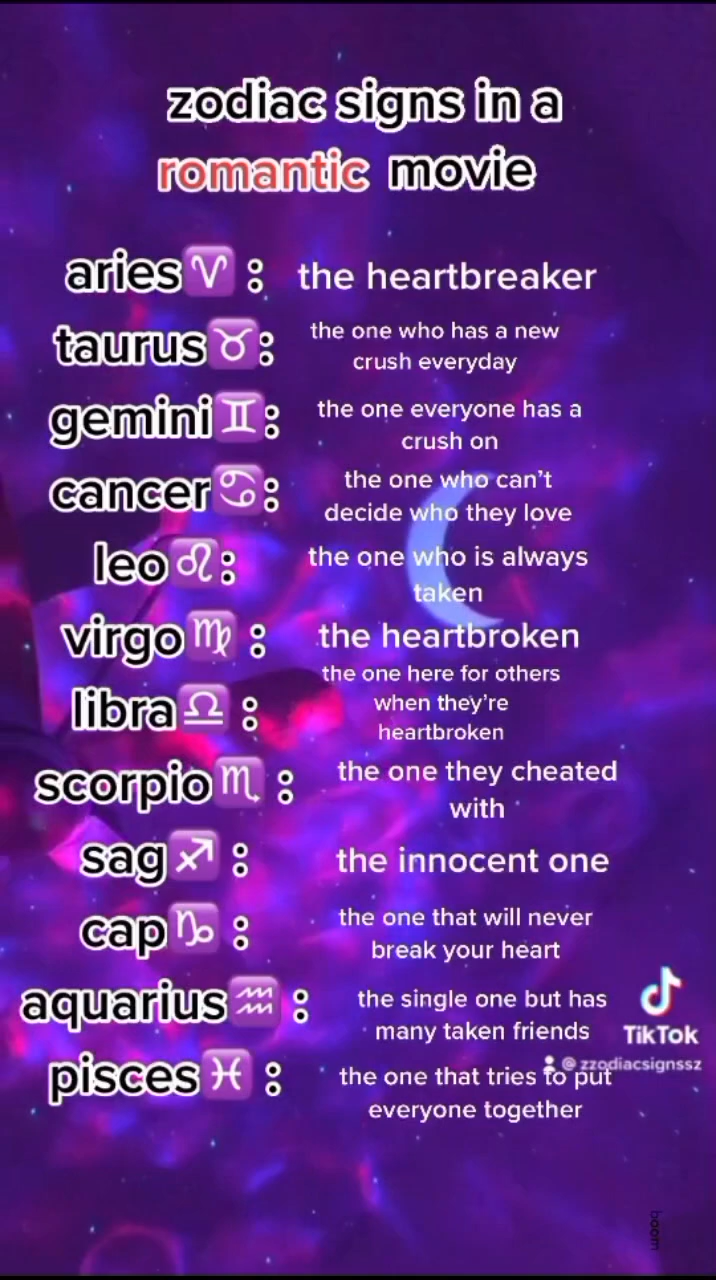 zodiac signs in a
romantic movie
aries♈: the heartbreaker
taurus♉: the one who has a new
crush everyday
gemini♊: the one everyone has a
crush on
cancer♋: the one who can't
decide who they love
leo♌: the one who is always
taken
virgo♍: the heartbroken
libra♎: the one here for others
when they're
heartbroken
scorpio♏: the one they cheated
with
sag♐: the innocent one
cap♑: the one that will never
break your heart
aquarius♒: the single one but has
many taken friends
TikTok
@zzodiacsignssz
pisces♓: the one that tries to put
everyone together
boom